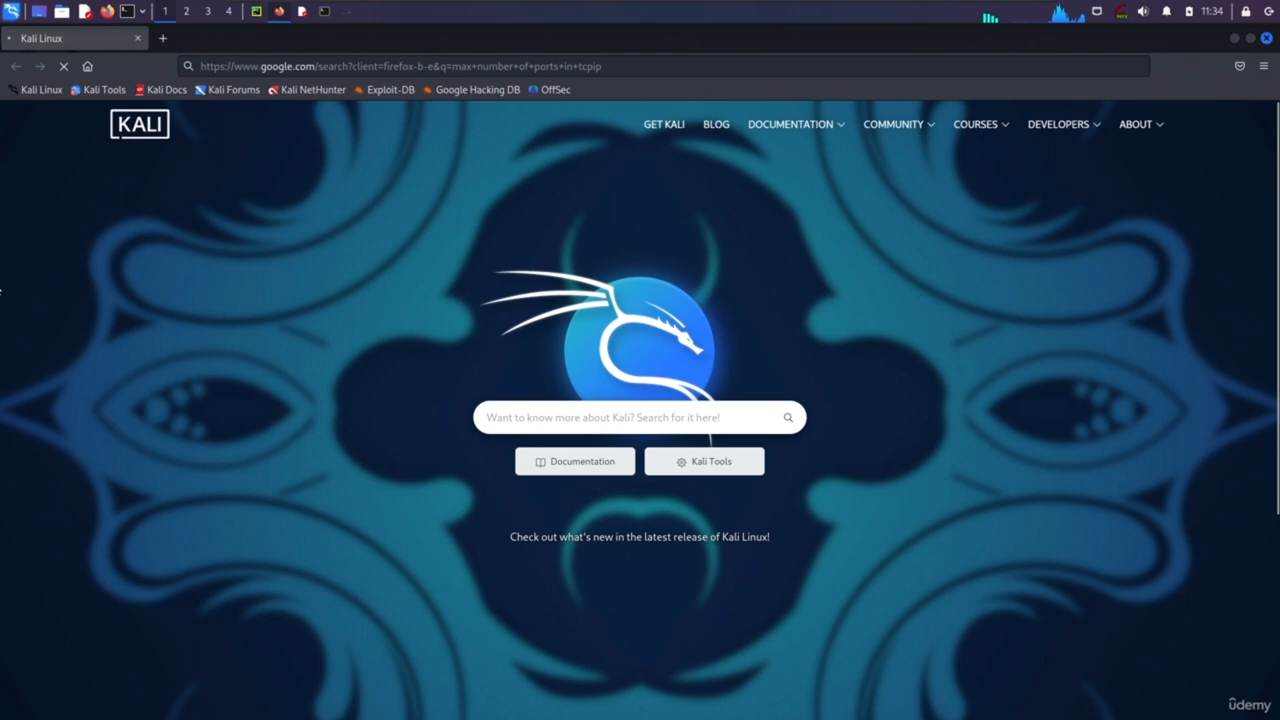 1 2 3 4
11:34
Kali Linux
https://www.google.com/search?client=firefox-b-e&q=max+number+of+ports+in+tcpip
Kali Linux Kali Tools Kali Docs Kali Forums Kali NetHunter Exploit-DB Google Hacking DB OffSec
KALI GET KALI BLOG DOCUMENTATION COMMUNITY COURSES DEVELOPERS ABOUT
Want to know more about Kali? Search for it here!
Documentation Kali Tools
Check out what's new in the latest release of Kali Linux!
ûdemy